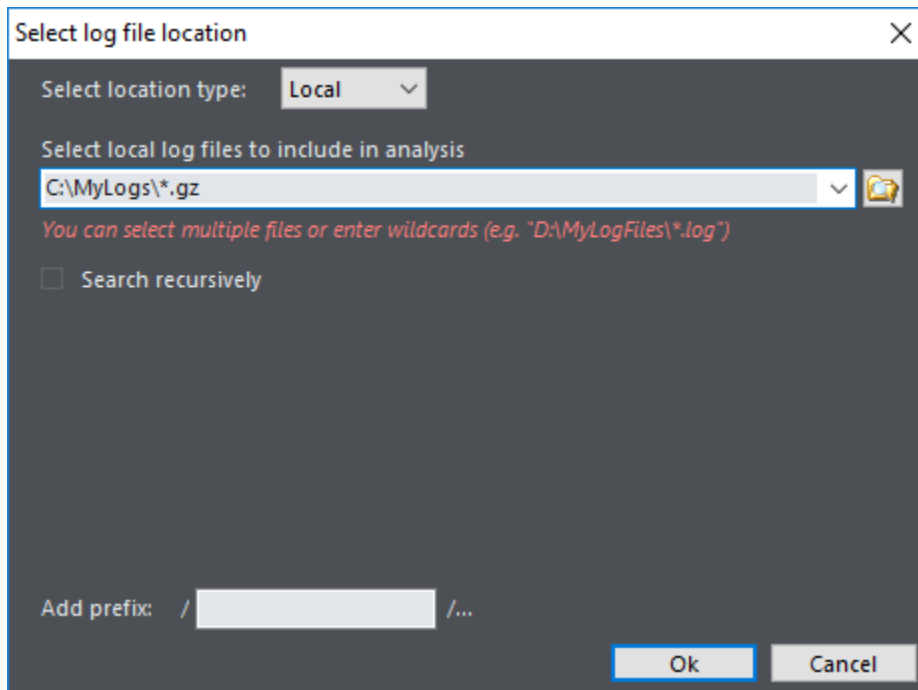 Select log file location
Select location type: Local
Select local log files to include in analysis
C:\MyLogs\*.gz
You can select multiple files or enter wildcards (e.g. "D:\MyLogFiles\*.log")
Search recursively
Add prefix: / /...
Ok Cancel